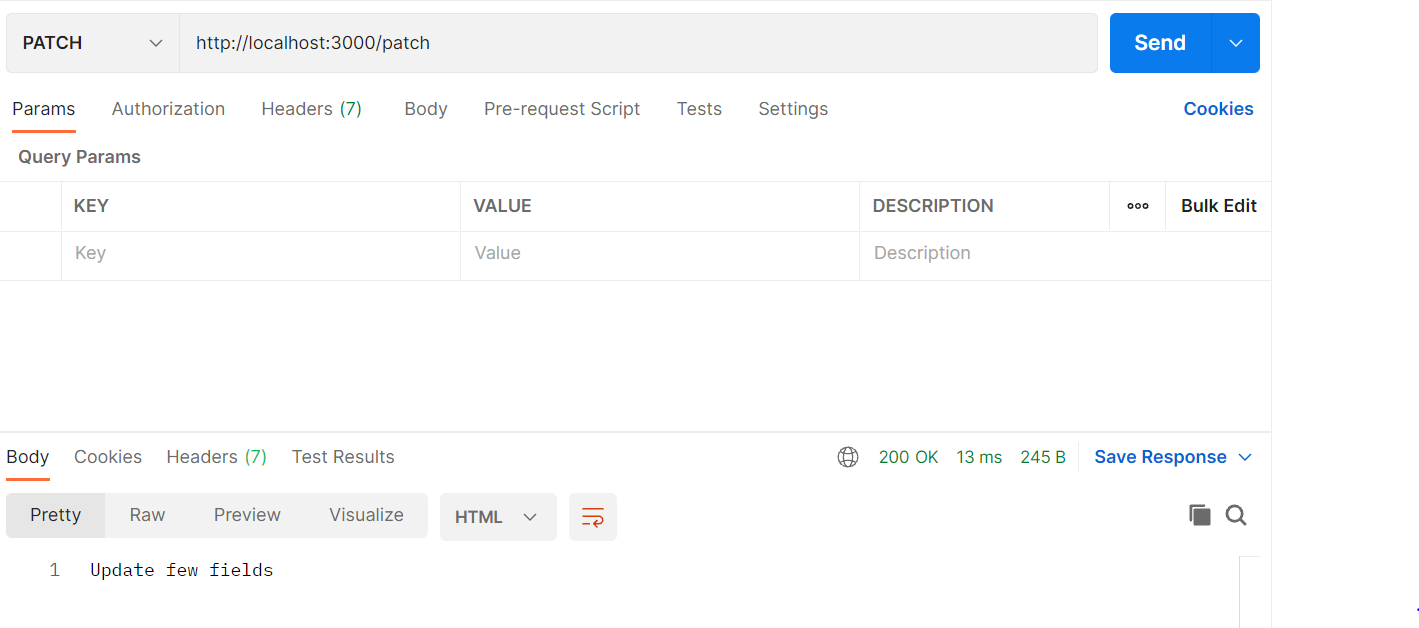 PATCH http://localhost:3000/patch Send
Params Authorization Headers (7) Body Pre-request Script Tests Settings Cookies
Query Params
KEY VALUE DESCRIPTION ooo Bulk Edit
Key Value Description
Body Cookies Headers (7) Test Results 200 OK 13 ms 245 B Save Response
Pretty Raw Preview Visualize HTML
1 Update few fields